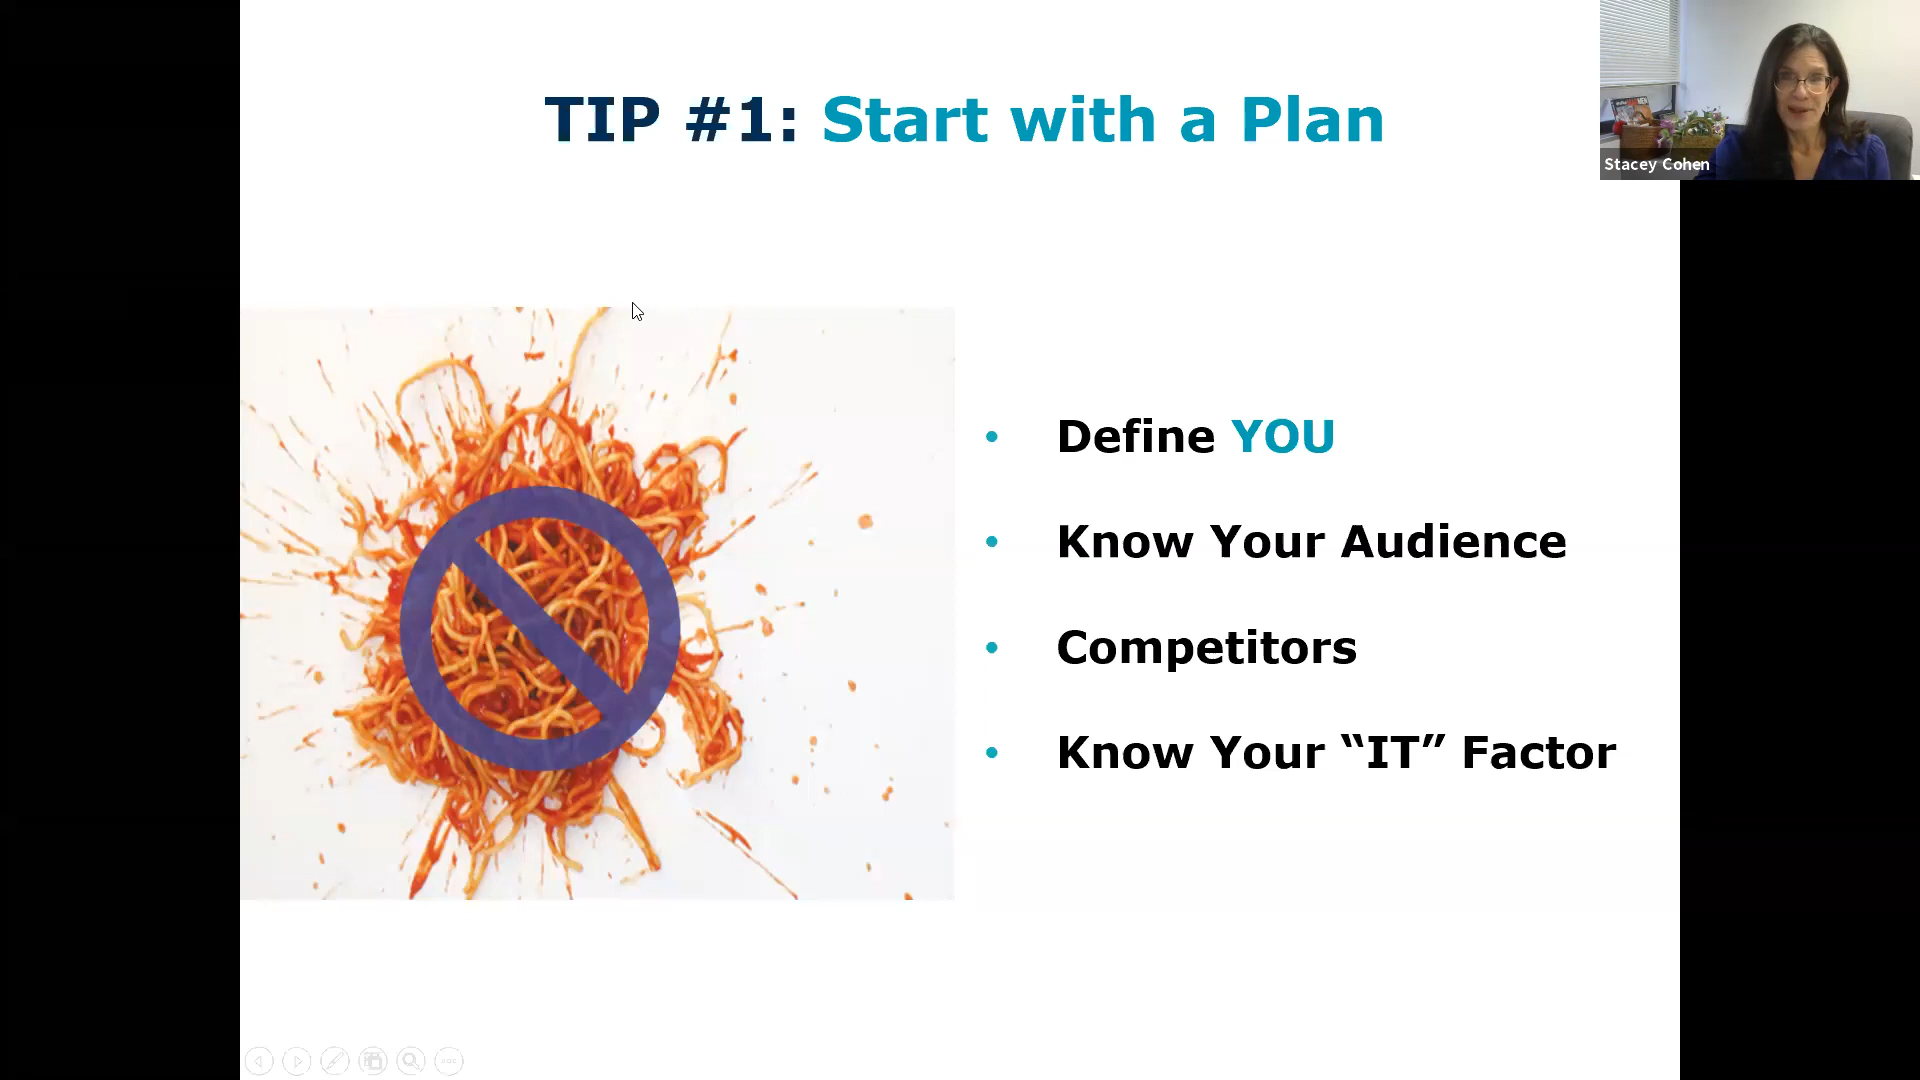 TIP #1: Start with a Plan
Stacey Cohen
• Define YOU
• Know Your Audience
• Competitors
• Know Your “IT” Factor